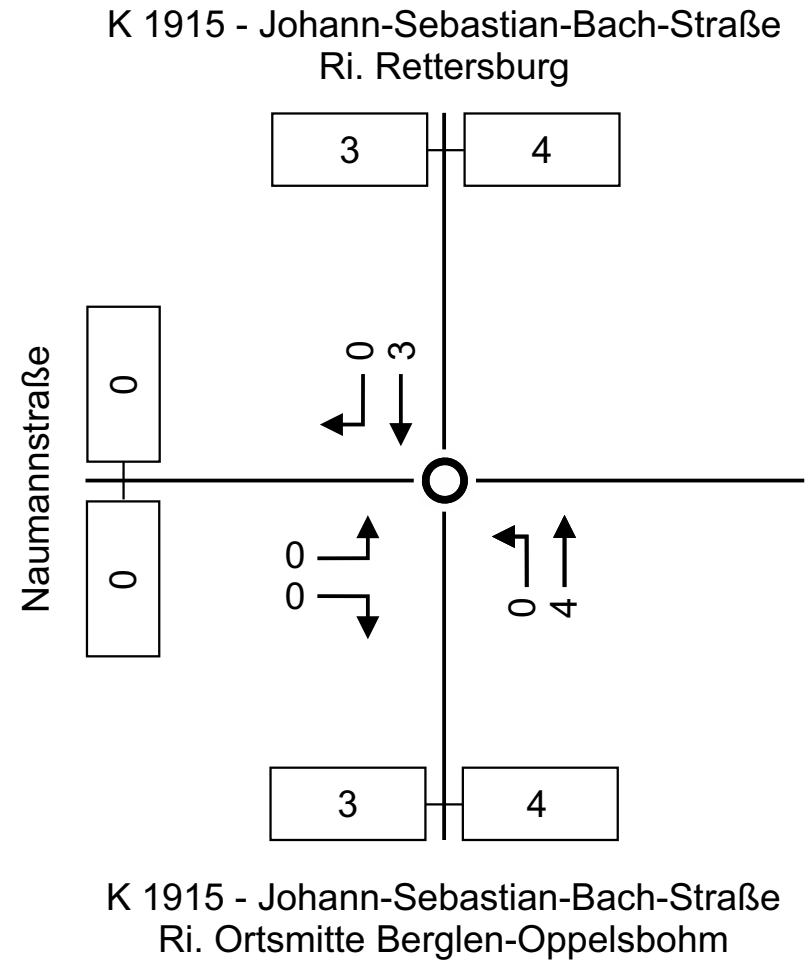 K 1915 - Johann-Sebastian-Bach-Straße
Ri. Rettersburg
3
4
Naumannstraße
0
0
0
3
0
0
0
4
3
4
K 1915 - Johann-Sebastian-Bach-Straße
Ri. Ortsmitte Berglen-Oppelsbohm